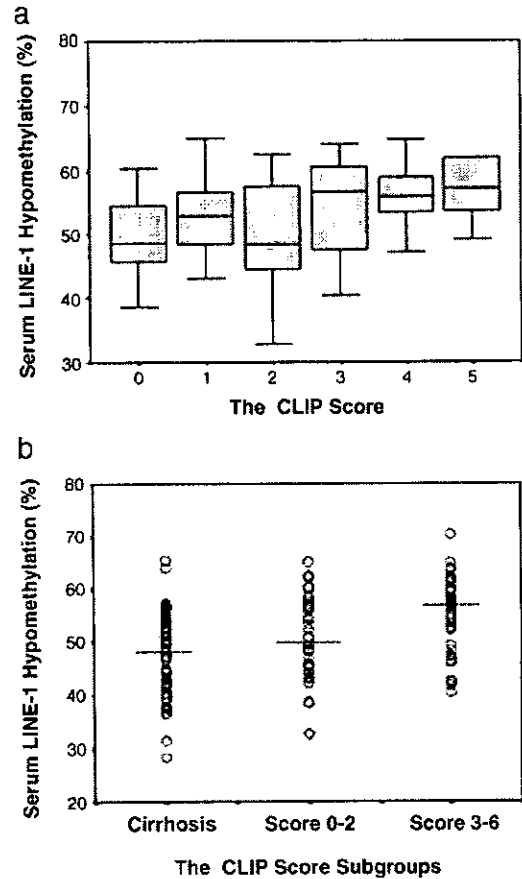 a
Serum LINE-1 Hypomethylation (%)
80
70
60
50
40
30
0 1 2 3 4 5
The CLIP Score
b
Serum LINE-1 Hypomethylation (%)
80
70
60
50
40
30
20
Cirrhosis Score 0-2 Score 3-6
The CLIP Score Subgroups